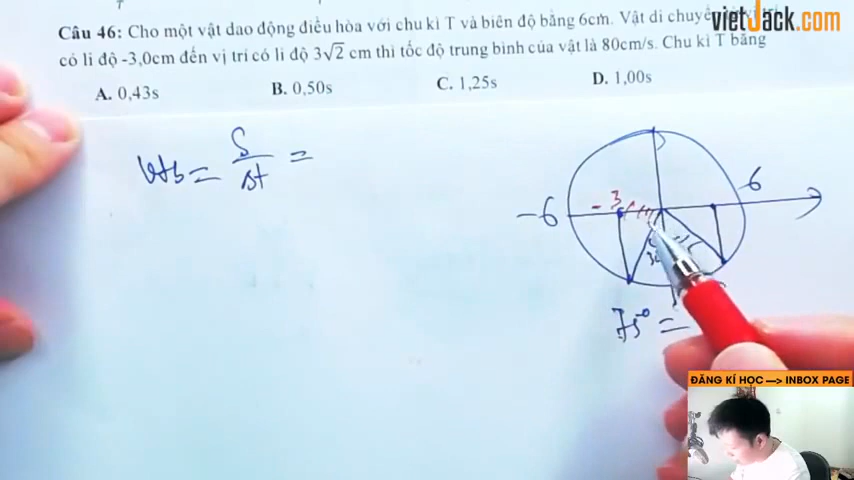 vietJack.com
Câu 46: Cho một vật dao động điều hòa với chu kì T và biên độ bằng 6cm. Vật di chuyển
có li độ -3,0cm đến vị trí có li độ 3√2 cm thì tốc độ trung bình của vật là 80cm/s. Chu kì T bằng
A. 0,43s B. 0,50s C. 1,25s D. 1,00s
Vtb = S/Δt =
-6 -3 6
75° =
ĐĂNG KÍ HỌC —> INBOX PAGE